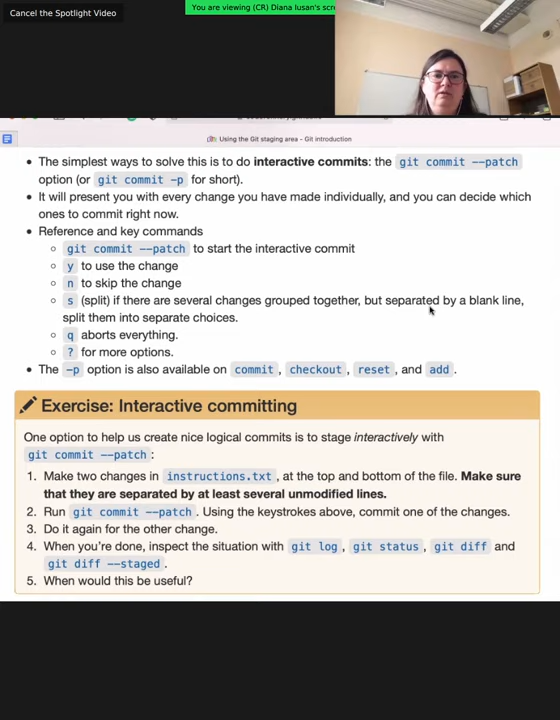 Cancel the Spotlight Video
You are viewing (CR) Diana Iusan's scre
Using the Git staging area – Git introduction
• The simplest ways to solve this is to do interactive commits: the git commit --patch
option (or git commit -p for short).
• It will present you with every change you have made individually, and you can decide which
ones to commit right now.
• Reference and key commands
git commit --patch to start the interactive commit
y to use the change
n to skip the change
s (split) if there are several changes grouped together, but separated by a blank line,
split them into separate choices.
q aborts everything.
? for more options.
• The -p option is also available on commit, checkout, reset, and add.
Exercise: Interactive committing
One option to help us create nice logical commits is to stage interactively with
git commit --patch:
1. Make two changes in instructions.txt, at the top and bottom of the file. Make sure
that they are separated by at least several unmodified lines.
2. Run git commit --patch. Using the keystrokes above, commit one of the changes.
3. Do it again for the other change.
4. When you're done, inspect the situation with git log, git status, git diff and
git diff --staged.
5. When would this be useful?